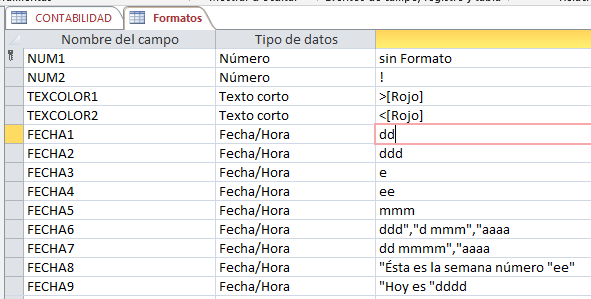 CONTABILIDAD Formatos
Nombre del campo Tipo de datos
NUM1 Número sin Formato
NUM2 Número !
TEXCOLOR1 Texto corto >[Rojo]
TEXCOLOR2 Texto corto <[Rojo]
FECHA1 Fecha/Hora dd
FECHA2 Fecha/Hora ddd
FECHA3 Fecha/Hora e
FECHA4 Fecha/Hora ee
FECHA5 Fecha/Hora mmm
FECHA6 Fecha/Hora ddd","d mmm","aaaa
FECHA7 Fecha/Hora dd mmmm","aaaa
FECHA8 Fecha/Hora "Ésta es la semana número "ee"
FECHA9 Fecha/Hora "Hoy es "dddd